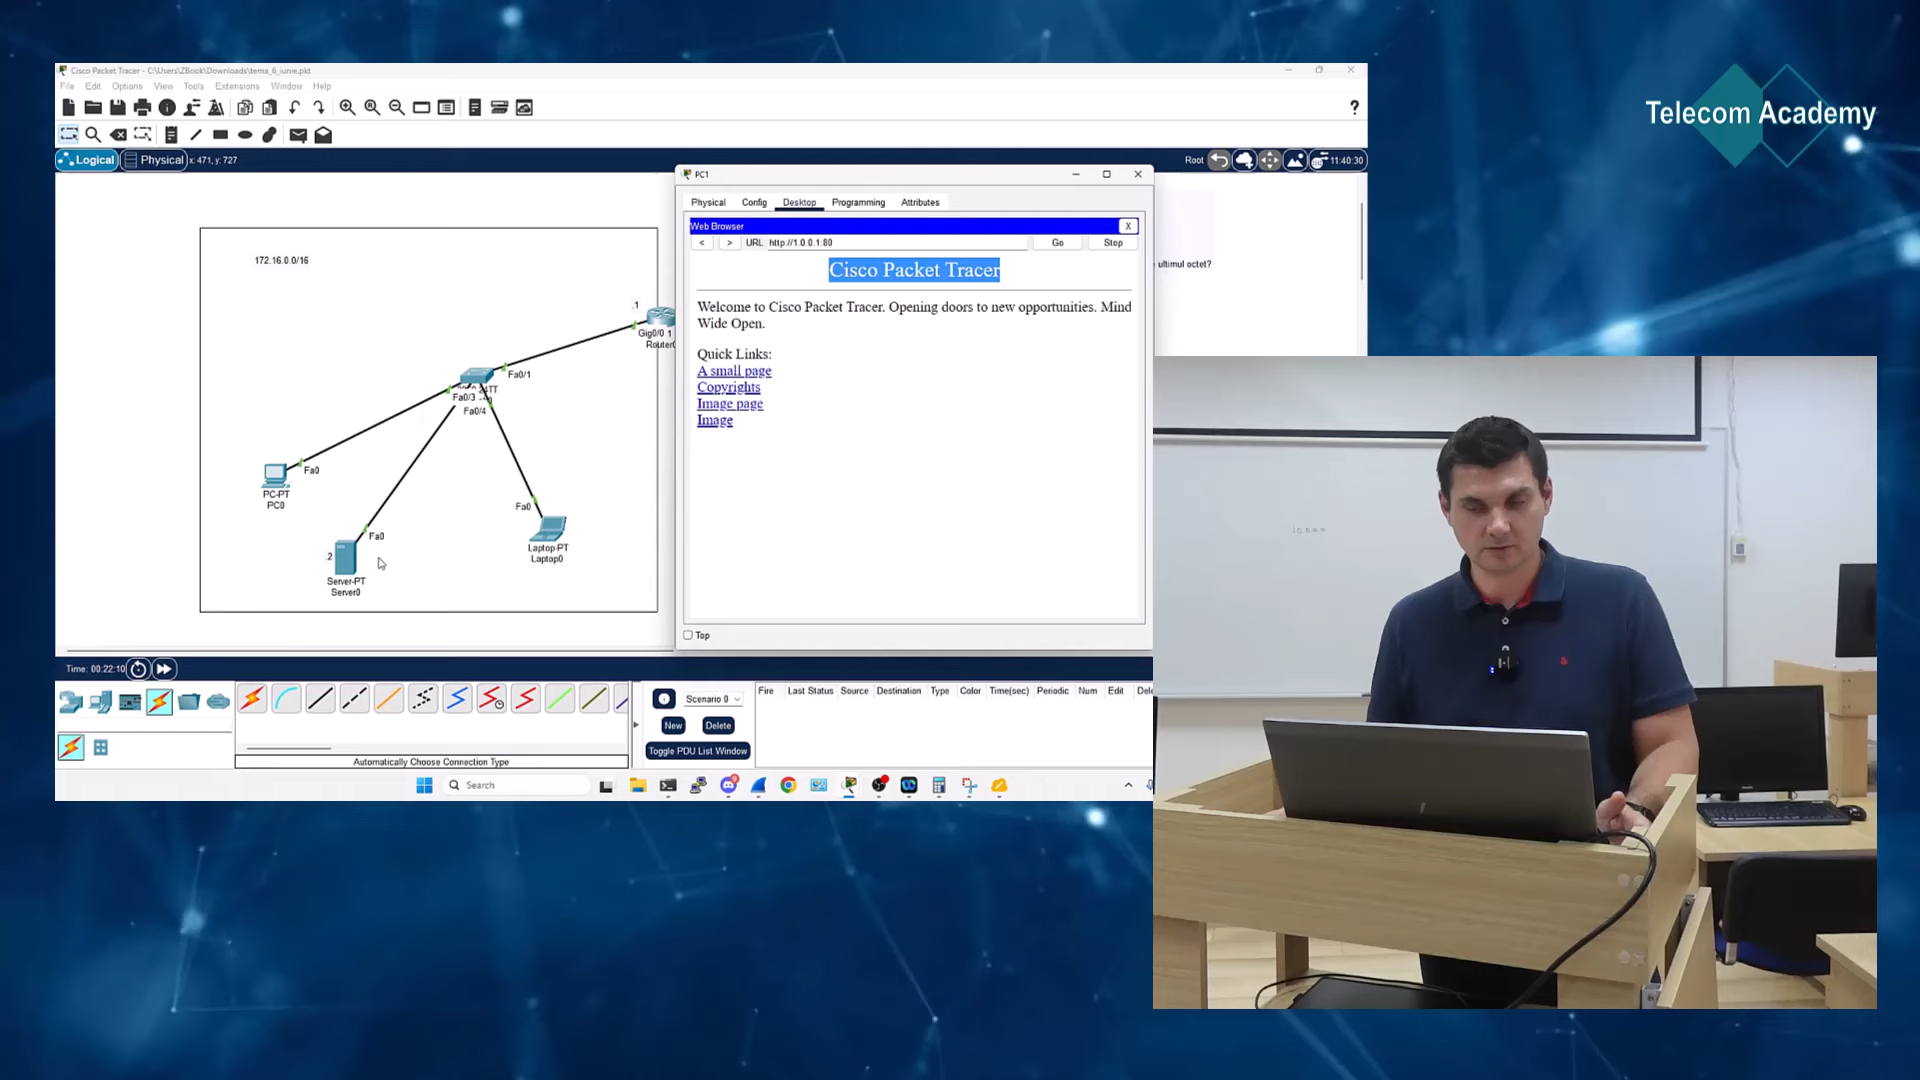 Cisco Packet Tracer - C:\Users\ZBook\Downloads\tema_6_iunie.pkt
File Edit Options View Tools Extensions Window Help
?
Logical Physical x: 471, y: 727
Root 11:40:30
Telecom Academy
172.16.0.0/16
.1
Gig0/0 1
Fa0/1
Fa0/3
Fa0/4
Fa0
PC-PT
PC0
Fa0
.2
Server-PT
Server0
Fa0
Laptop-PT
Laptop0
PC1
Physical Config Desktop Programming Attributes
Web Browser X
< > URL http://1.0.0.1:80 Go Stop
Cisco Packet Tracer
Welcome to Cisco Packet Tracer. Opening doors to new opportunities. Mind
Wide Open.
Quick Links:
A small page
Copyrights
Image page
Image
Top
ultimul octet?
Time: 00:22:10
Scenario 0
New Delete
Toggle PDU List Window
Fire Last Status Source Destination Type Color Time(sec) Periodic Num Edit
Automatically Choose Connection Type
Search